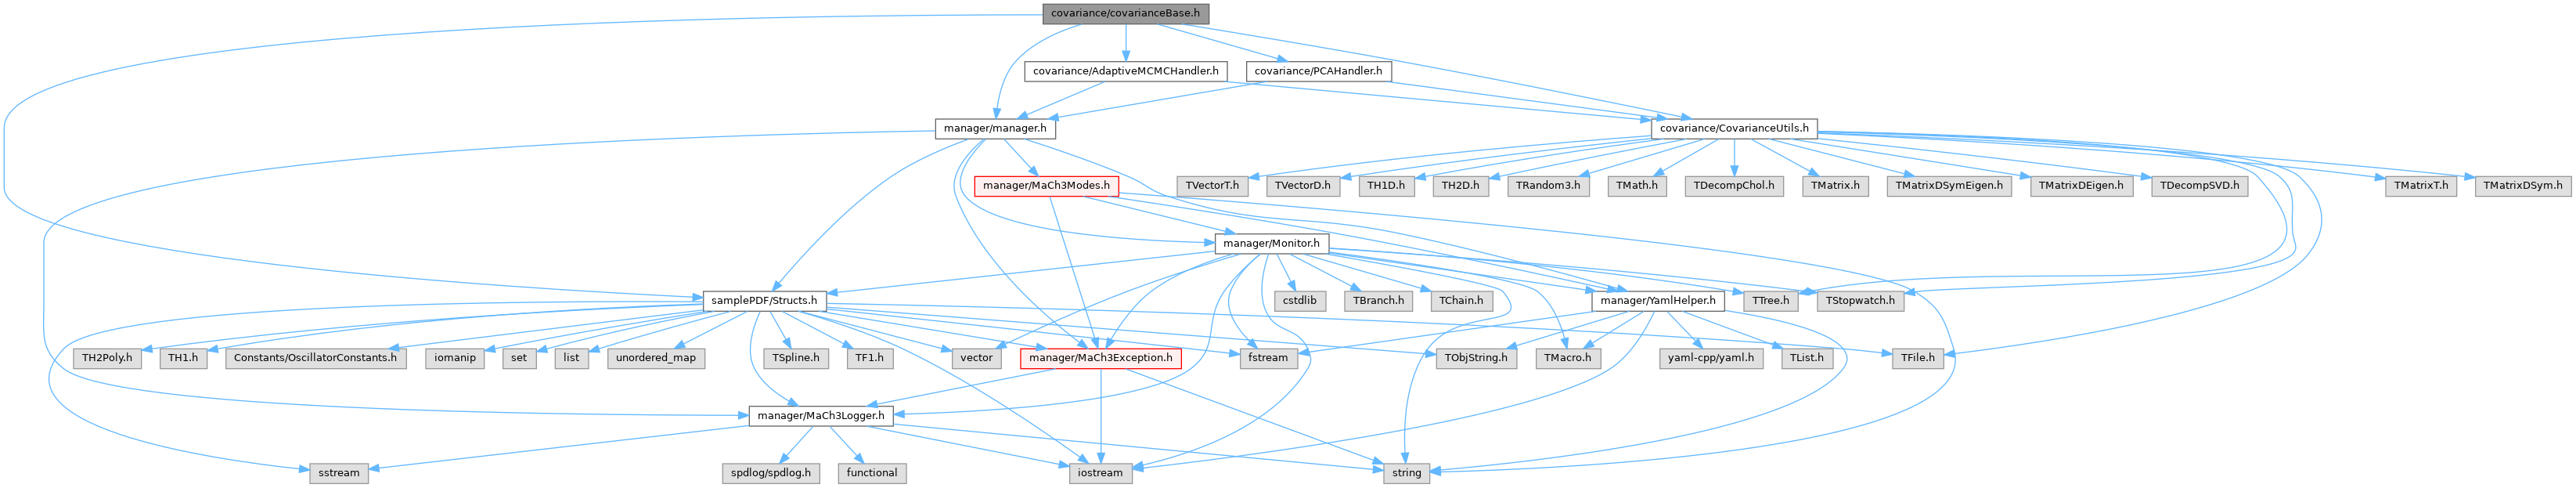 covariance/covarianceBase.h
covariance/AdaptiveMCMCHandler.h
covariance/PCAHandler.h
manager/manager.h
covariance/CovarianceUtils.h
manager/MaCh3Modes.h
TVectorT.h
TVectorD.h
TH1D.h
TH2D.h
TRandom3.h
TMath.h
TDecompChol.h
TMatrix.h
TMatrixDSymEigen.h
TMatrixDEigen.h
TDecompSVD.h
TMatrixT.h
TMatrixDSym.h
manager/Monitor.h
samplePDF/Structs.h
cstdlib
TBranch.h
TChain.h
manager/YamlHelper.h
TTree.h
TStopwatch.h
TH2Poly.h
TH1.h
Constants/OscillatorConstants.h
iomanip
set
list
unordered_map
TSpline.h
TF1.h
vector
manager/MaCh3Exception.h
fstream
TObjString.h
TMacro.h
yaml-cpp/yaml.h
TList.h
TFile.h
manager/MaCh3Logger.h
sstream
spdlog/spdlog.h
functional
iostream
string